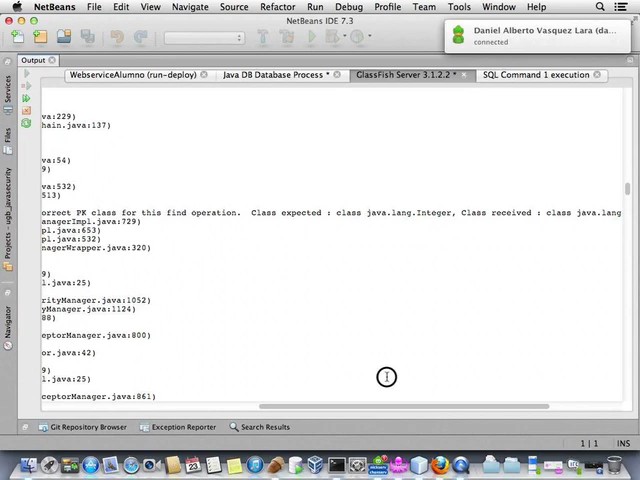 NetBeans File Edit View Navigate Source Refactor Run Debug Profile Team Tools Window Help
NetBeans IDE 7.3
Daniel Alberto Vasquez Lara (da...
connected
Output
WebserviceAlumno (run-deploy) Java DB Database Process * GlassFish Server 3.1.2.2 * SQL Command 1 execution
Services
Files
Projects - ugb_javasecurity
Navigator
va:229)
hain.java:137)
va:54)
9)
va:532)
513)
orrect PK class for this find operation. Class expected : class java.lang.Integer, Class received : class java.lang
anagerImpl.java:729)
pl.java:653)
pl.java:532)
nagerWrapper.java:320)
9)
l.java:25)
rityManager.java:1052)
yManager.java:1124)
88)
eptorManager.java:800)
or.java:42)
9)
l.java:25)
ceptorManager.java:861)
Git Repository Browser Exception Reporter Search Results
1 | 1 INS